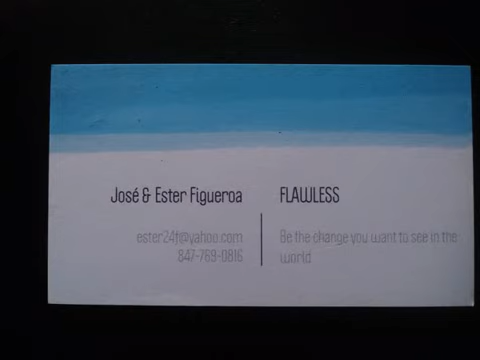 José & Ester Figueroa
ester24f@yahoo.com
847-769-0816
FLAWLESS
Be the change you want to see in the
world